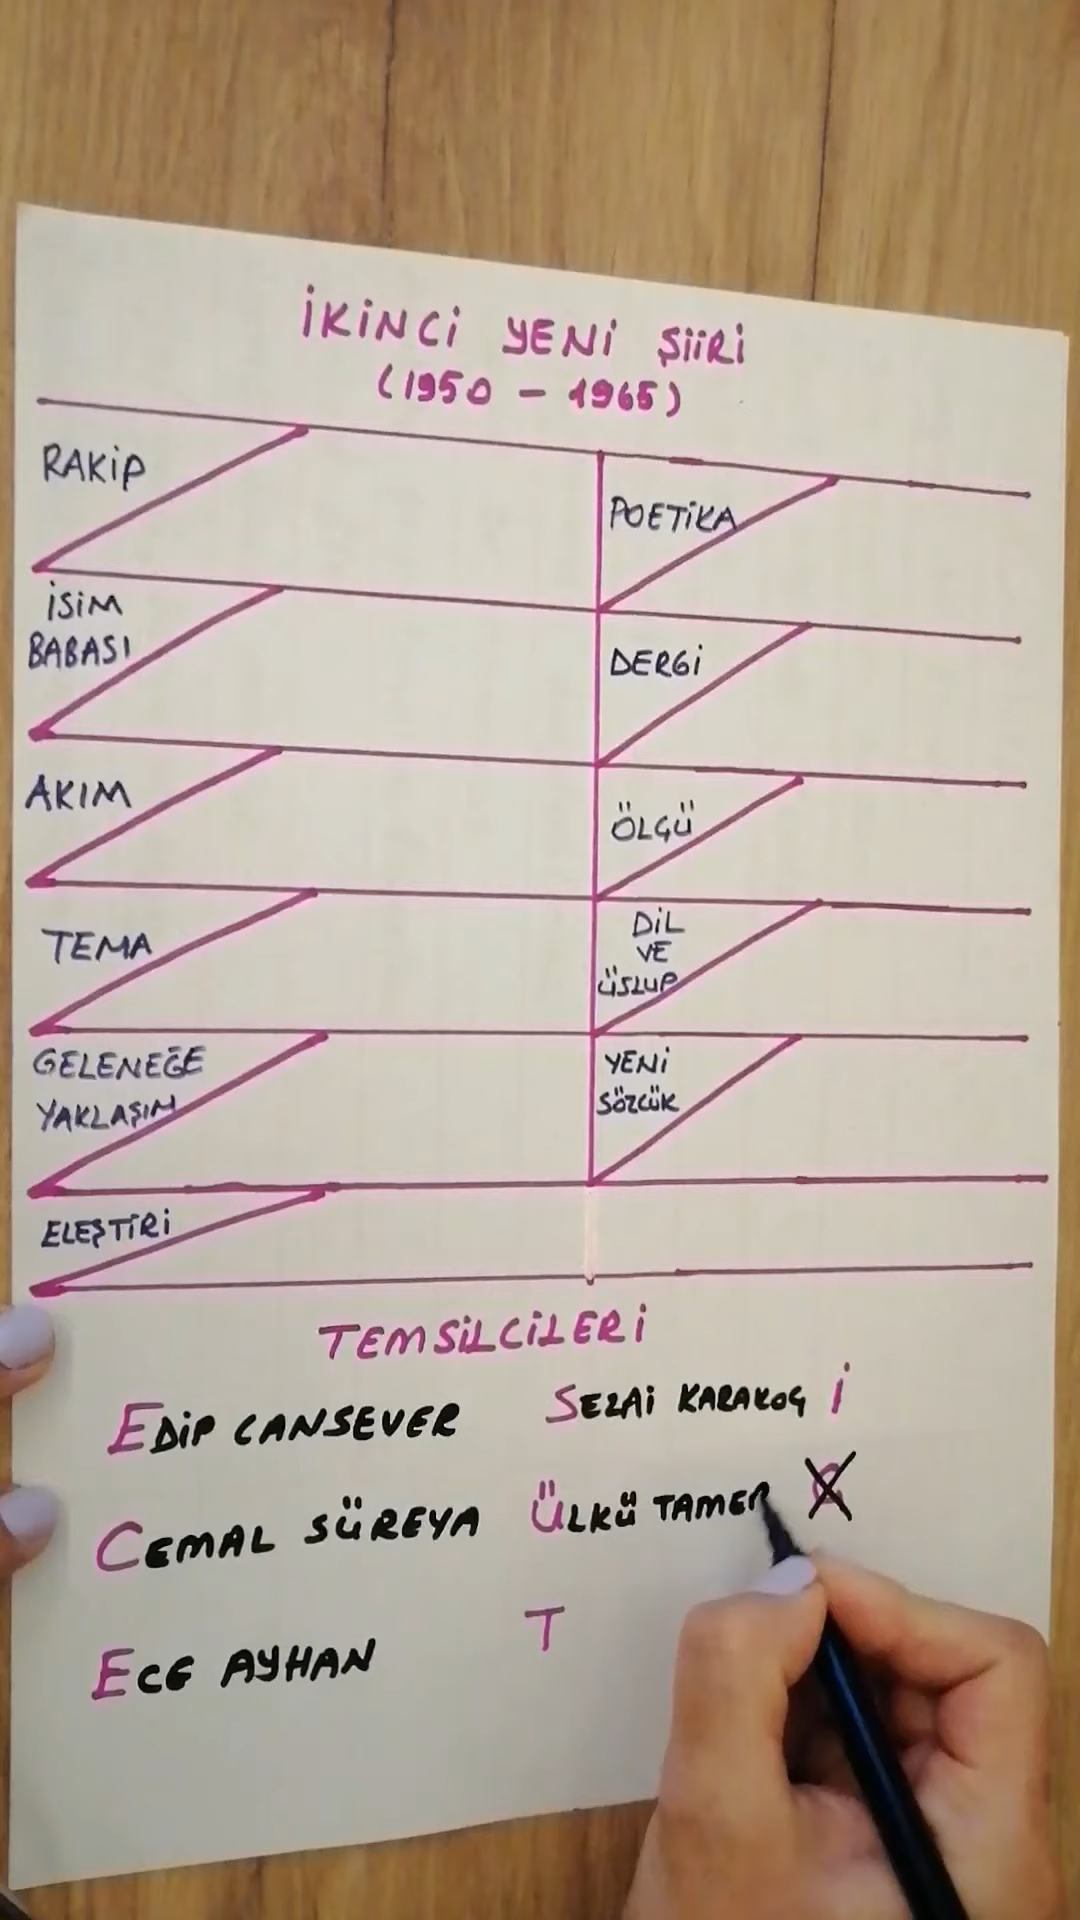 İKİNCİ YENİ ŞİİRİ
(1950 - 1965)
RAKİP
POETİKA
İSİM
BABASI
DERGİ
AKIM
ÖLÇÜ
TEMA
DİL
VE
ÜSLUP
GELENEĞE
YAKLAŞIM
YENİ
SÖZCÜK
ELEŞTİRİ
TEMSİLCİLERİ
EDİP CANSEVER
SEZAİ KARAKOÇ İ
CEMAL SÜREYA
ÜLKÜ TAMER
ECE AYHAN
T